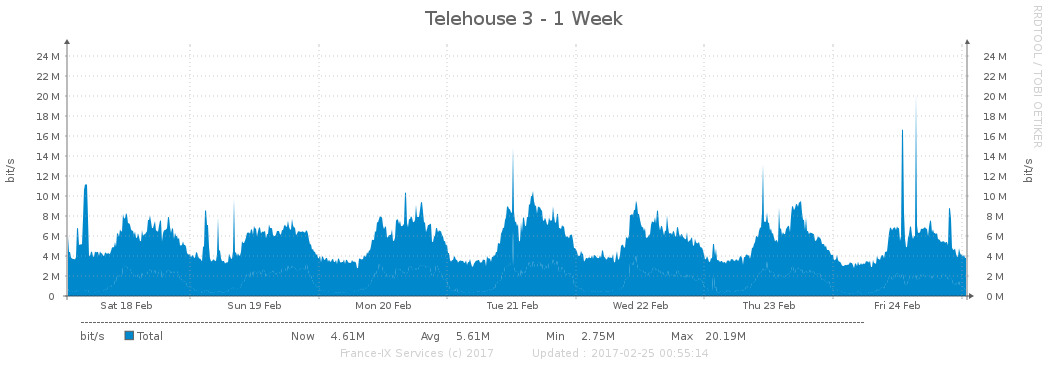 Telehouse 3 - 1 Week
RRDTOOL / TOBI OETIKER
bit/s
24 M 24 M
22 M 22 M
20 M 20 M
18 M 18 M
16 M 16 M
14 M 14 M
12 M 12 M
10 M 10 M
8 M 8 M
6 M 6 M
4 M 4 M
2 M 2 M
0 0 M
bit/s
Sat 18 Feb Sun 19 Feb Mon 20 Feb Tue 21 Feb Wed 22 Feb Thu 23 Feb Fri 24 Feb
bit/s Total Now 4.61M Avg 5.61M Min 2.75M Max 20.19M
France-IX Services (c) 2017 Updated : 2017-02-25 00:55:14